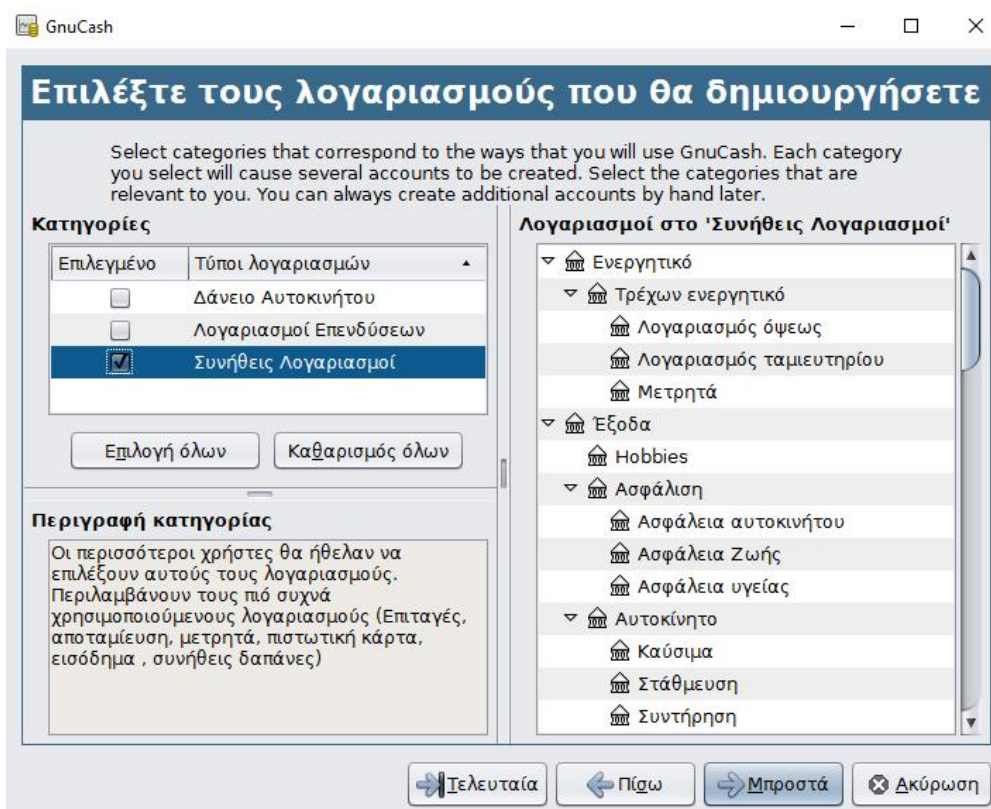 GnuCash
Επιλέξτε τους λογαριασμούς που θα δημιουργήσετε
Select categories that correspond to the ways that you will use GnuCash. Each category
you select will cause several accounts to be created. Select the categories that are
relevant to you. You can always create additional accounts by hand later.
Κατηγορίες
Επιλεγμένο Τύποι λογαριασμών
Δάνειο Αυτοκινήτου
Λογαριασμοί Επενδύσεων
Συνήθεις Λογαριασμοί
Επιλογή όλων Καθαρισμός όλων
Περιγραφή κατηγορίας
Οι περισσότεροι χρήστες θα ήθελαν να
επιλέξουν αυτούς τους λογαριασμούς.
Περιλαμβάνουν τους πιό συχνά
χρησιμοποιούμενους λογαριασμούς (Επιταγές,
αποταμίευση, μετρητά, πιστωτική κάρτα,
εισόδημα , συνήθεις δαπάνες)
Λογαριασμοί στο 'Συνήθεις Λογαριασμοί'
Ενεργητικό
Τρέχων ενεργητικό
Λογαριασμός όψεως
Λογαριασμός ταμιευτηρίου
Μετρητά
Έξοδα
Hobbies
Ασφάλιση
Ασφάλεια αυτοκινήτου
Ασφάλεια Ζωής
Ασφάλεια υγείας
Αυτοκίνητο
Καύσιμα
Στάθμευση
Συντήρηση
Τελευταία Πίσω Μπροστά Ακύρωση